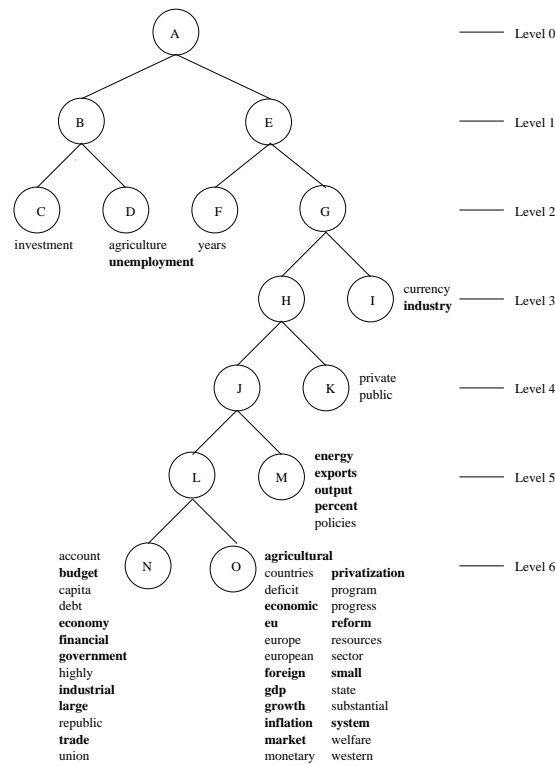 A
Level 0
B
E
Level 1
C
D
F
G
Level 2
investment
agriculture
unemployment
years
H
I
currency
industry
Level 3
J
K
private
public
Level 4
L
M
energy
exports
output
percent
policies
Level 5
N
O
Level 6
account
budget
capita
debt
economy
financial
government
highly
industrial
large
republic
trade
union
agricultural
countries
deficit
economic
eu
europe
european
foreign
gdp
growth
inflation
market
monetary
privatization
program
progress
reform
resources
sector
small
state
substantial
system
welfare
western